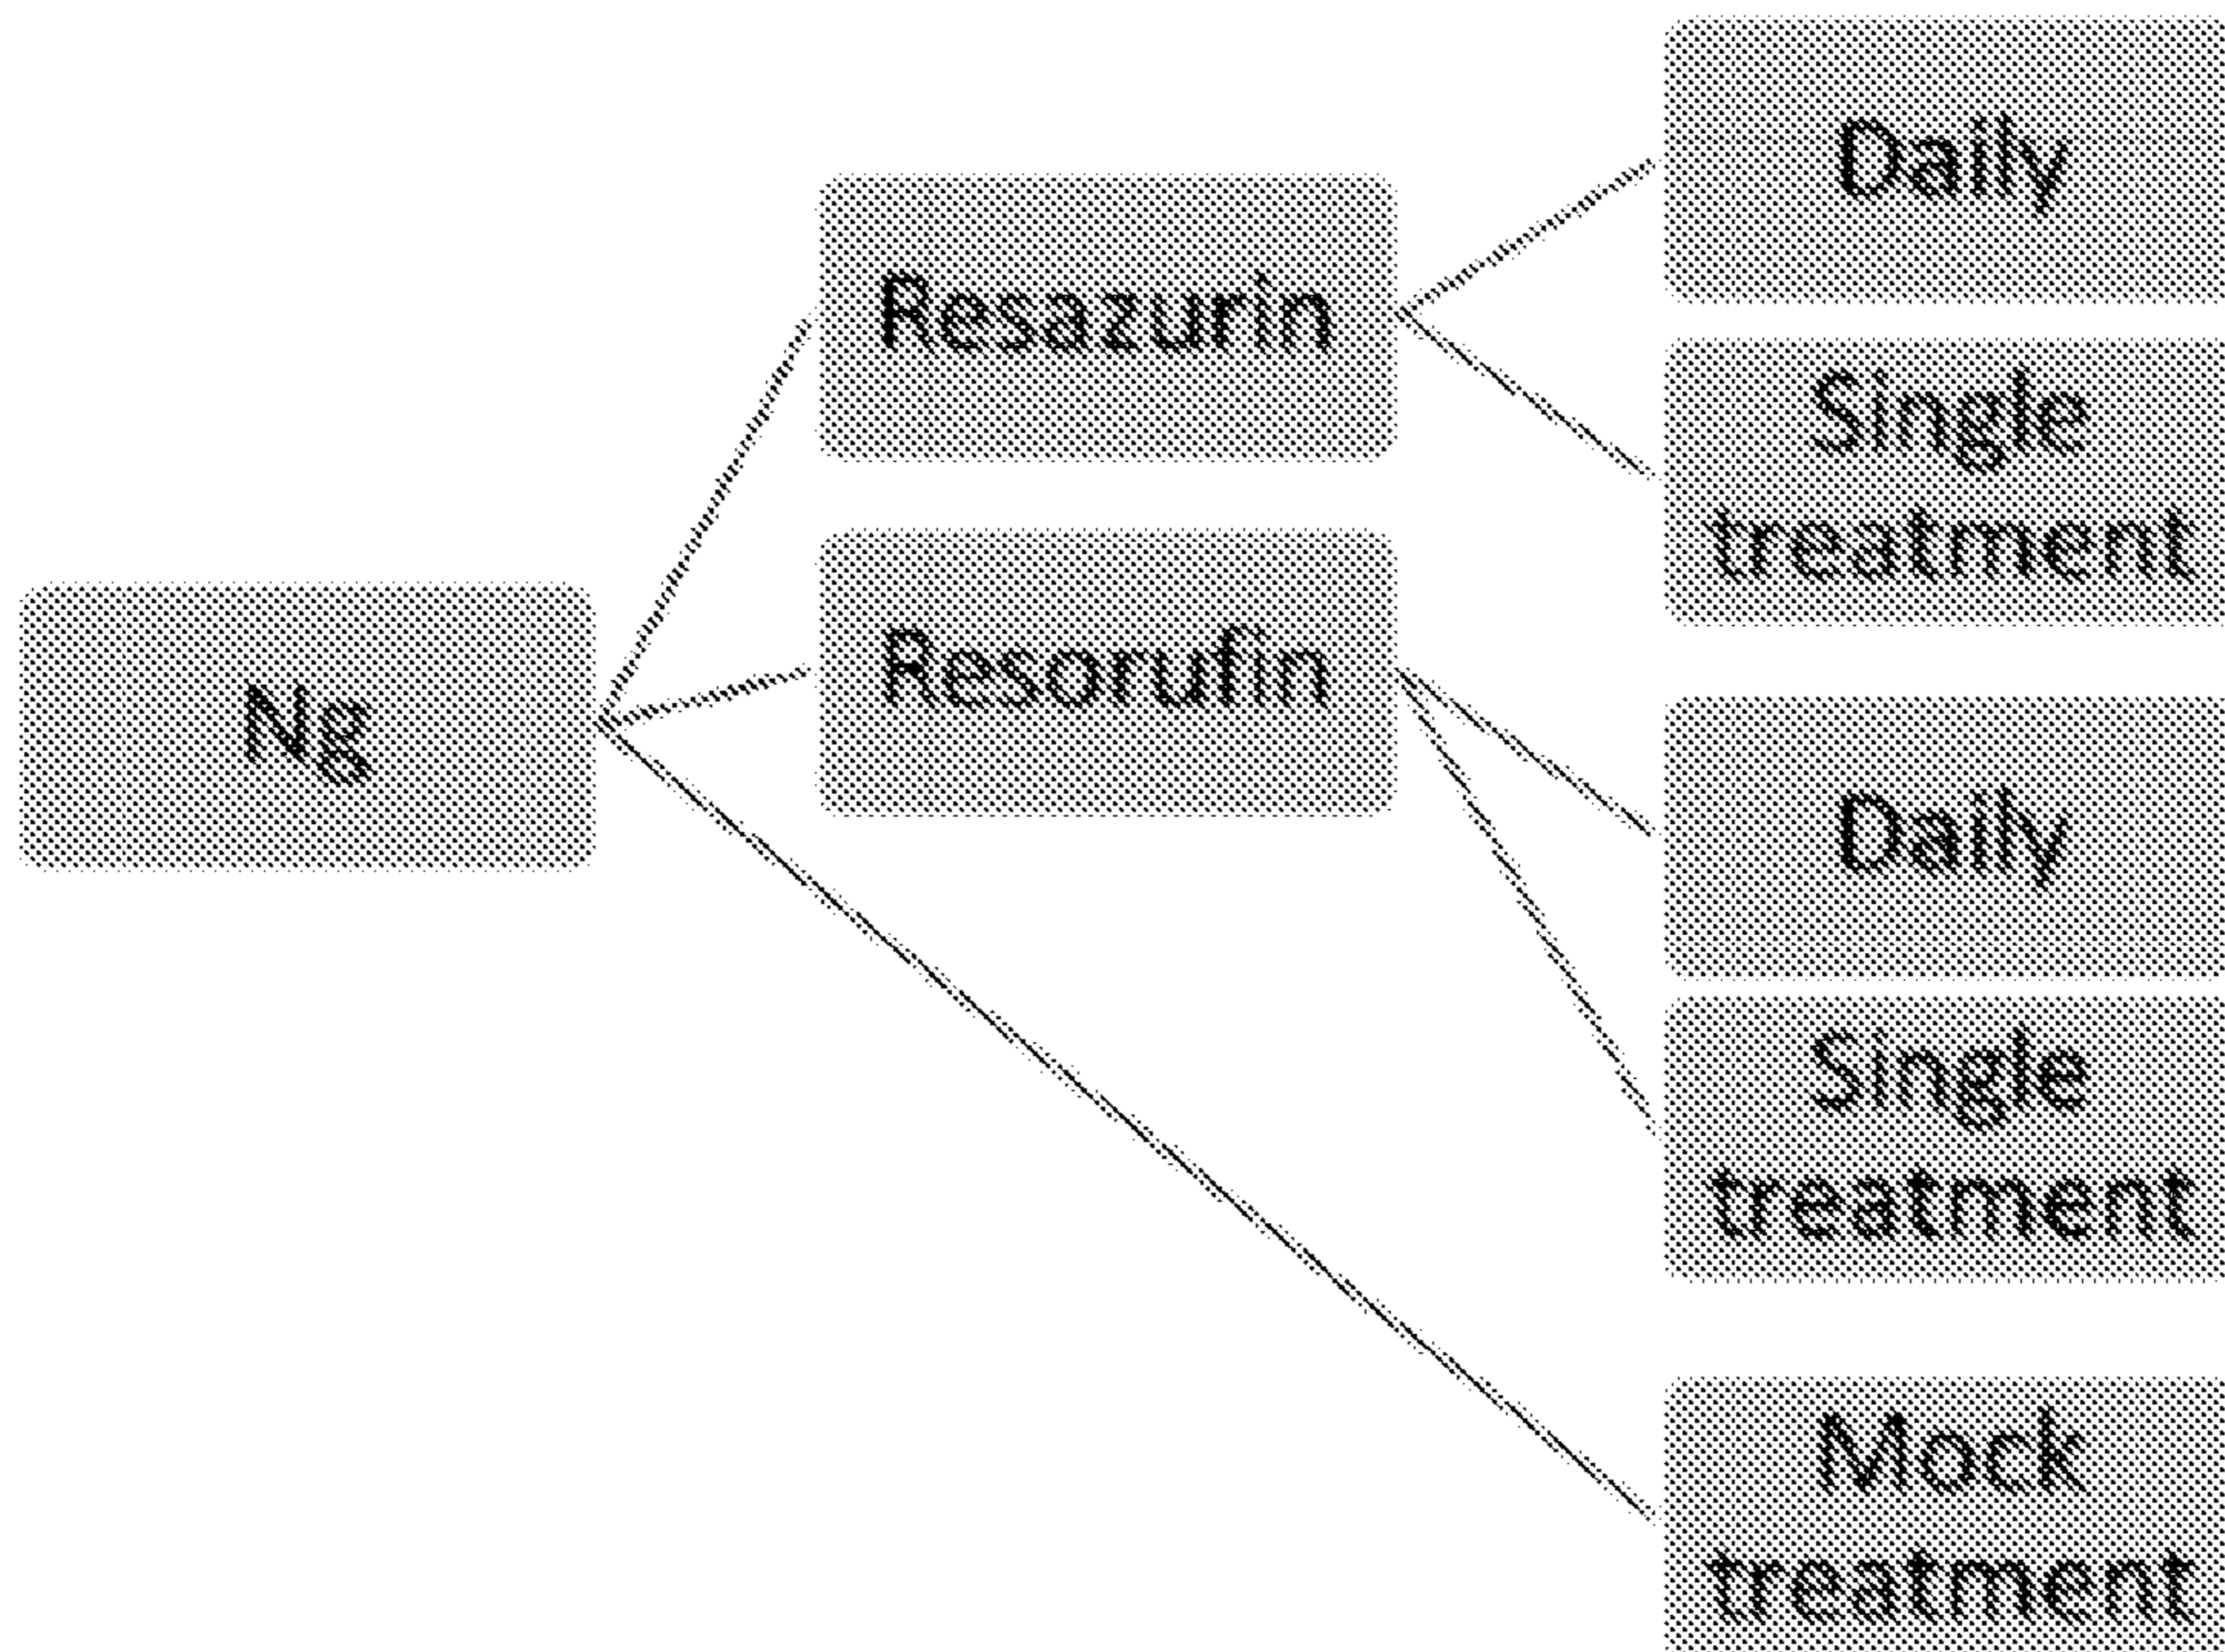 Ng
Resazurin
Resorufin
Daily
Single
treatment
Daily
Single
treatment
Mock
treatment